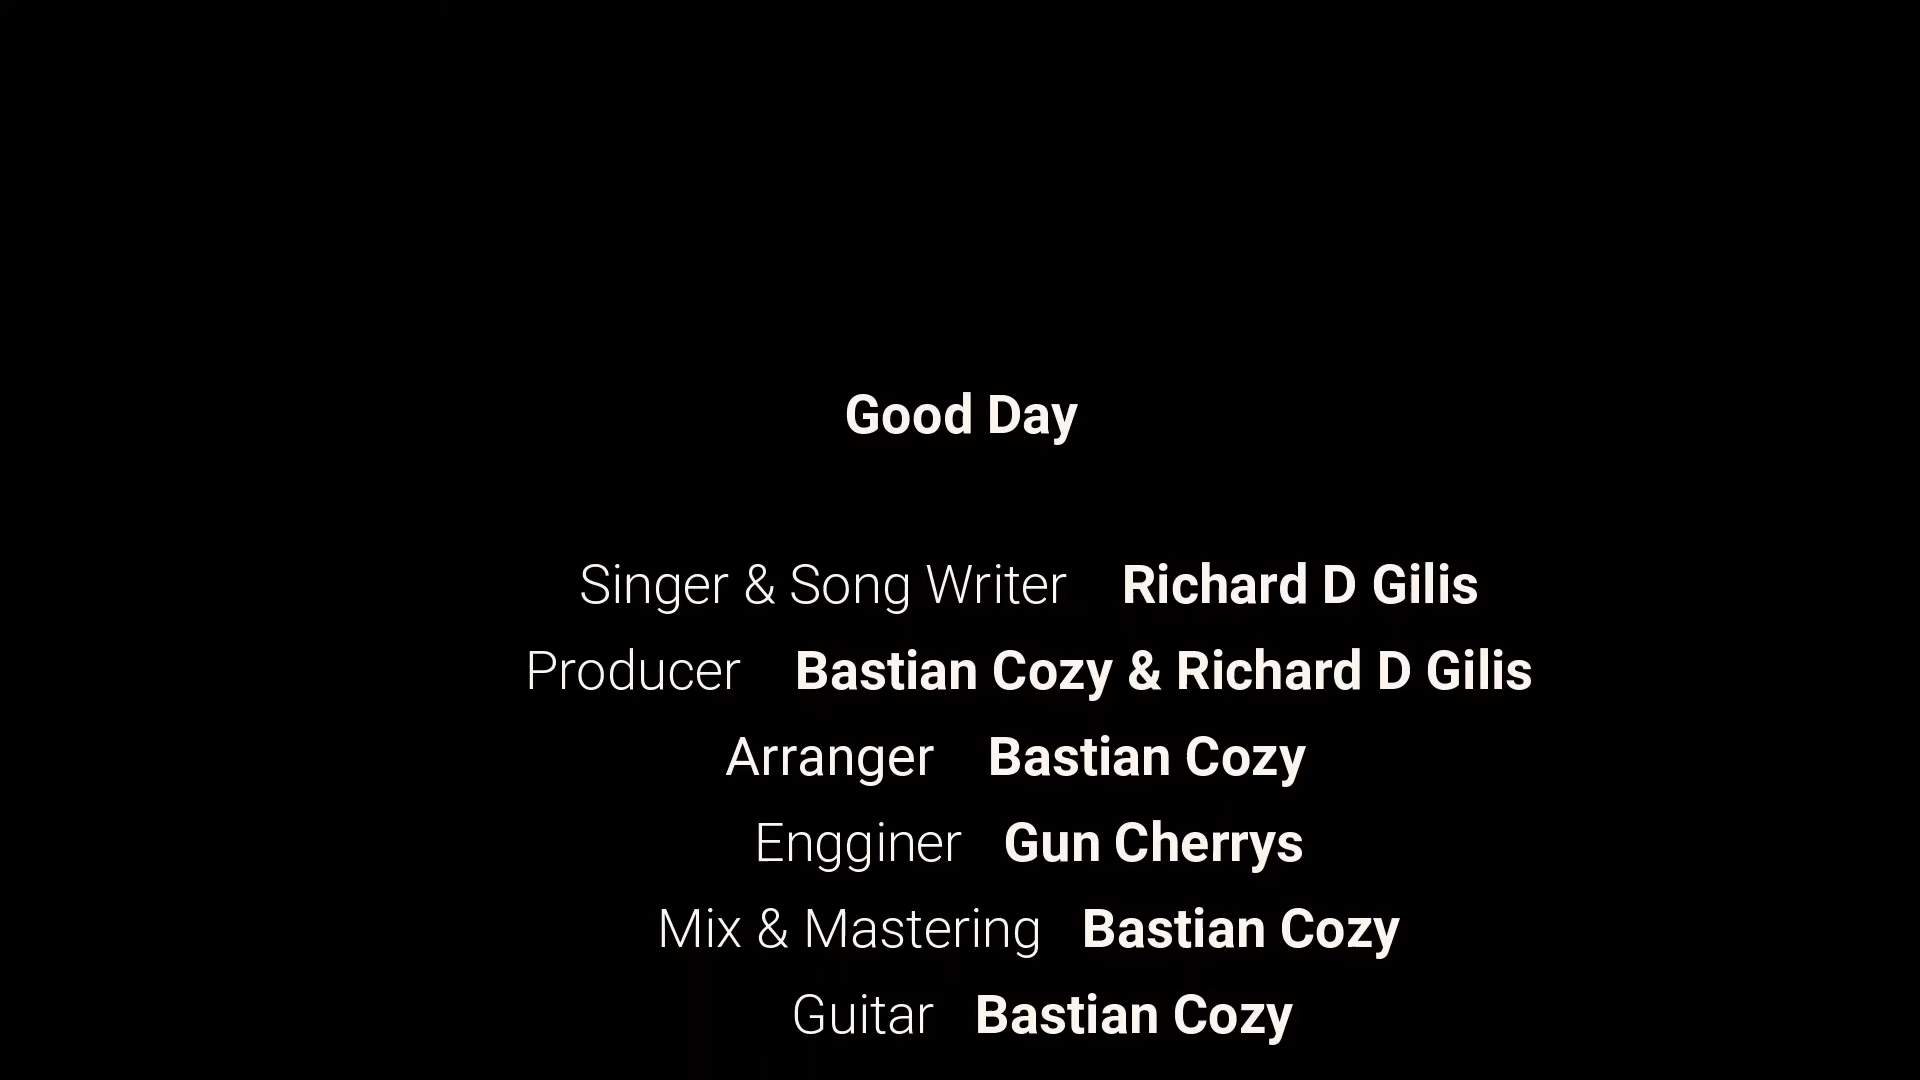 Good Day
Singer & Song Writer Richard D Gilis
Producer Bastian Cozy & Richard D Gilis
Arranger Bastian Cozy
Engginer Gun Cherrys
Mix & Mastering Bastian Cozy
Guitar Bastian Cozy